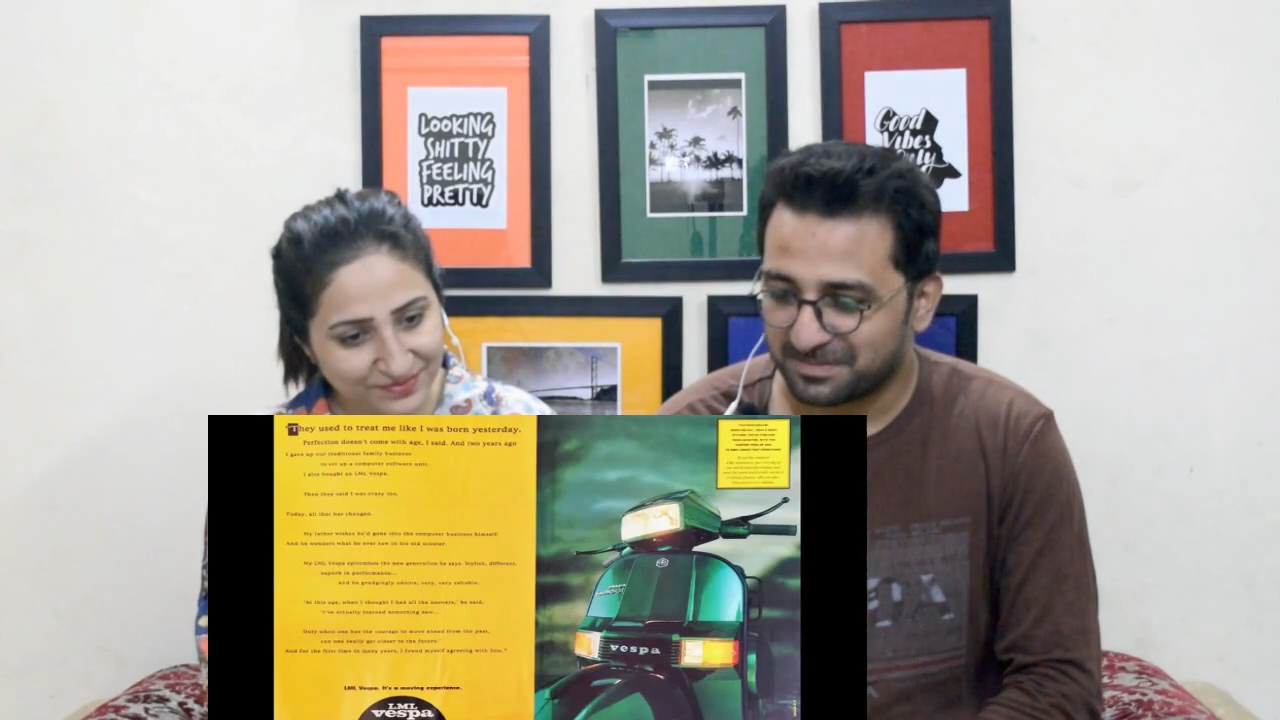 LOOKING
SHITTY
FEELING
PRETTY
Good
Vibes
Only
"They used to treat me like I was born yesterday.
Perfection doesn't come with age, I said. And two years ago
I gave up our traditional family business
to set up a computer software unit.
I also bought an LML Vespa.
Then they said I was crazy too.
Today, all that has changed.
My father wishes he'd gone into the computer business himself.
And he wonders what he ever saw in his old scooter.
My LML Vespa epitomises the new generation he says. Stylish, different,
superb in performance...
and he grudgingly admits, very, very reliable.
'At this age, when I thought I had all the answers,' he said,
'I've actually learned something new...
Only when one has the courage to move ahead from the past,
can one really get closer to the future.'
And for the first time in many years, I found myself agreeing with him."
LML Vespa. It's a moving experience.
LML
vespa
vespa